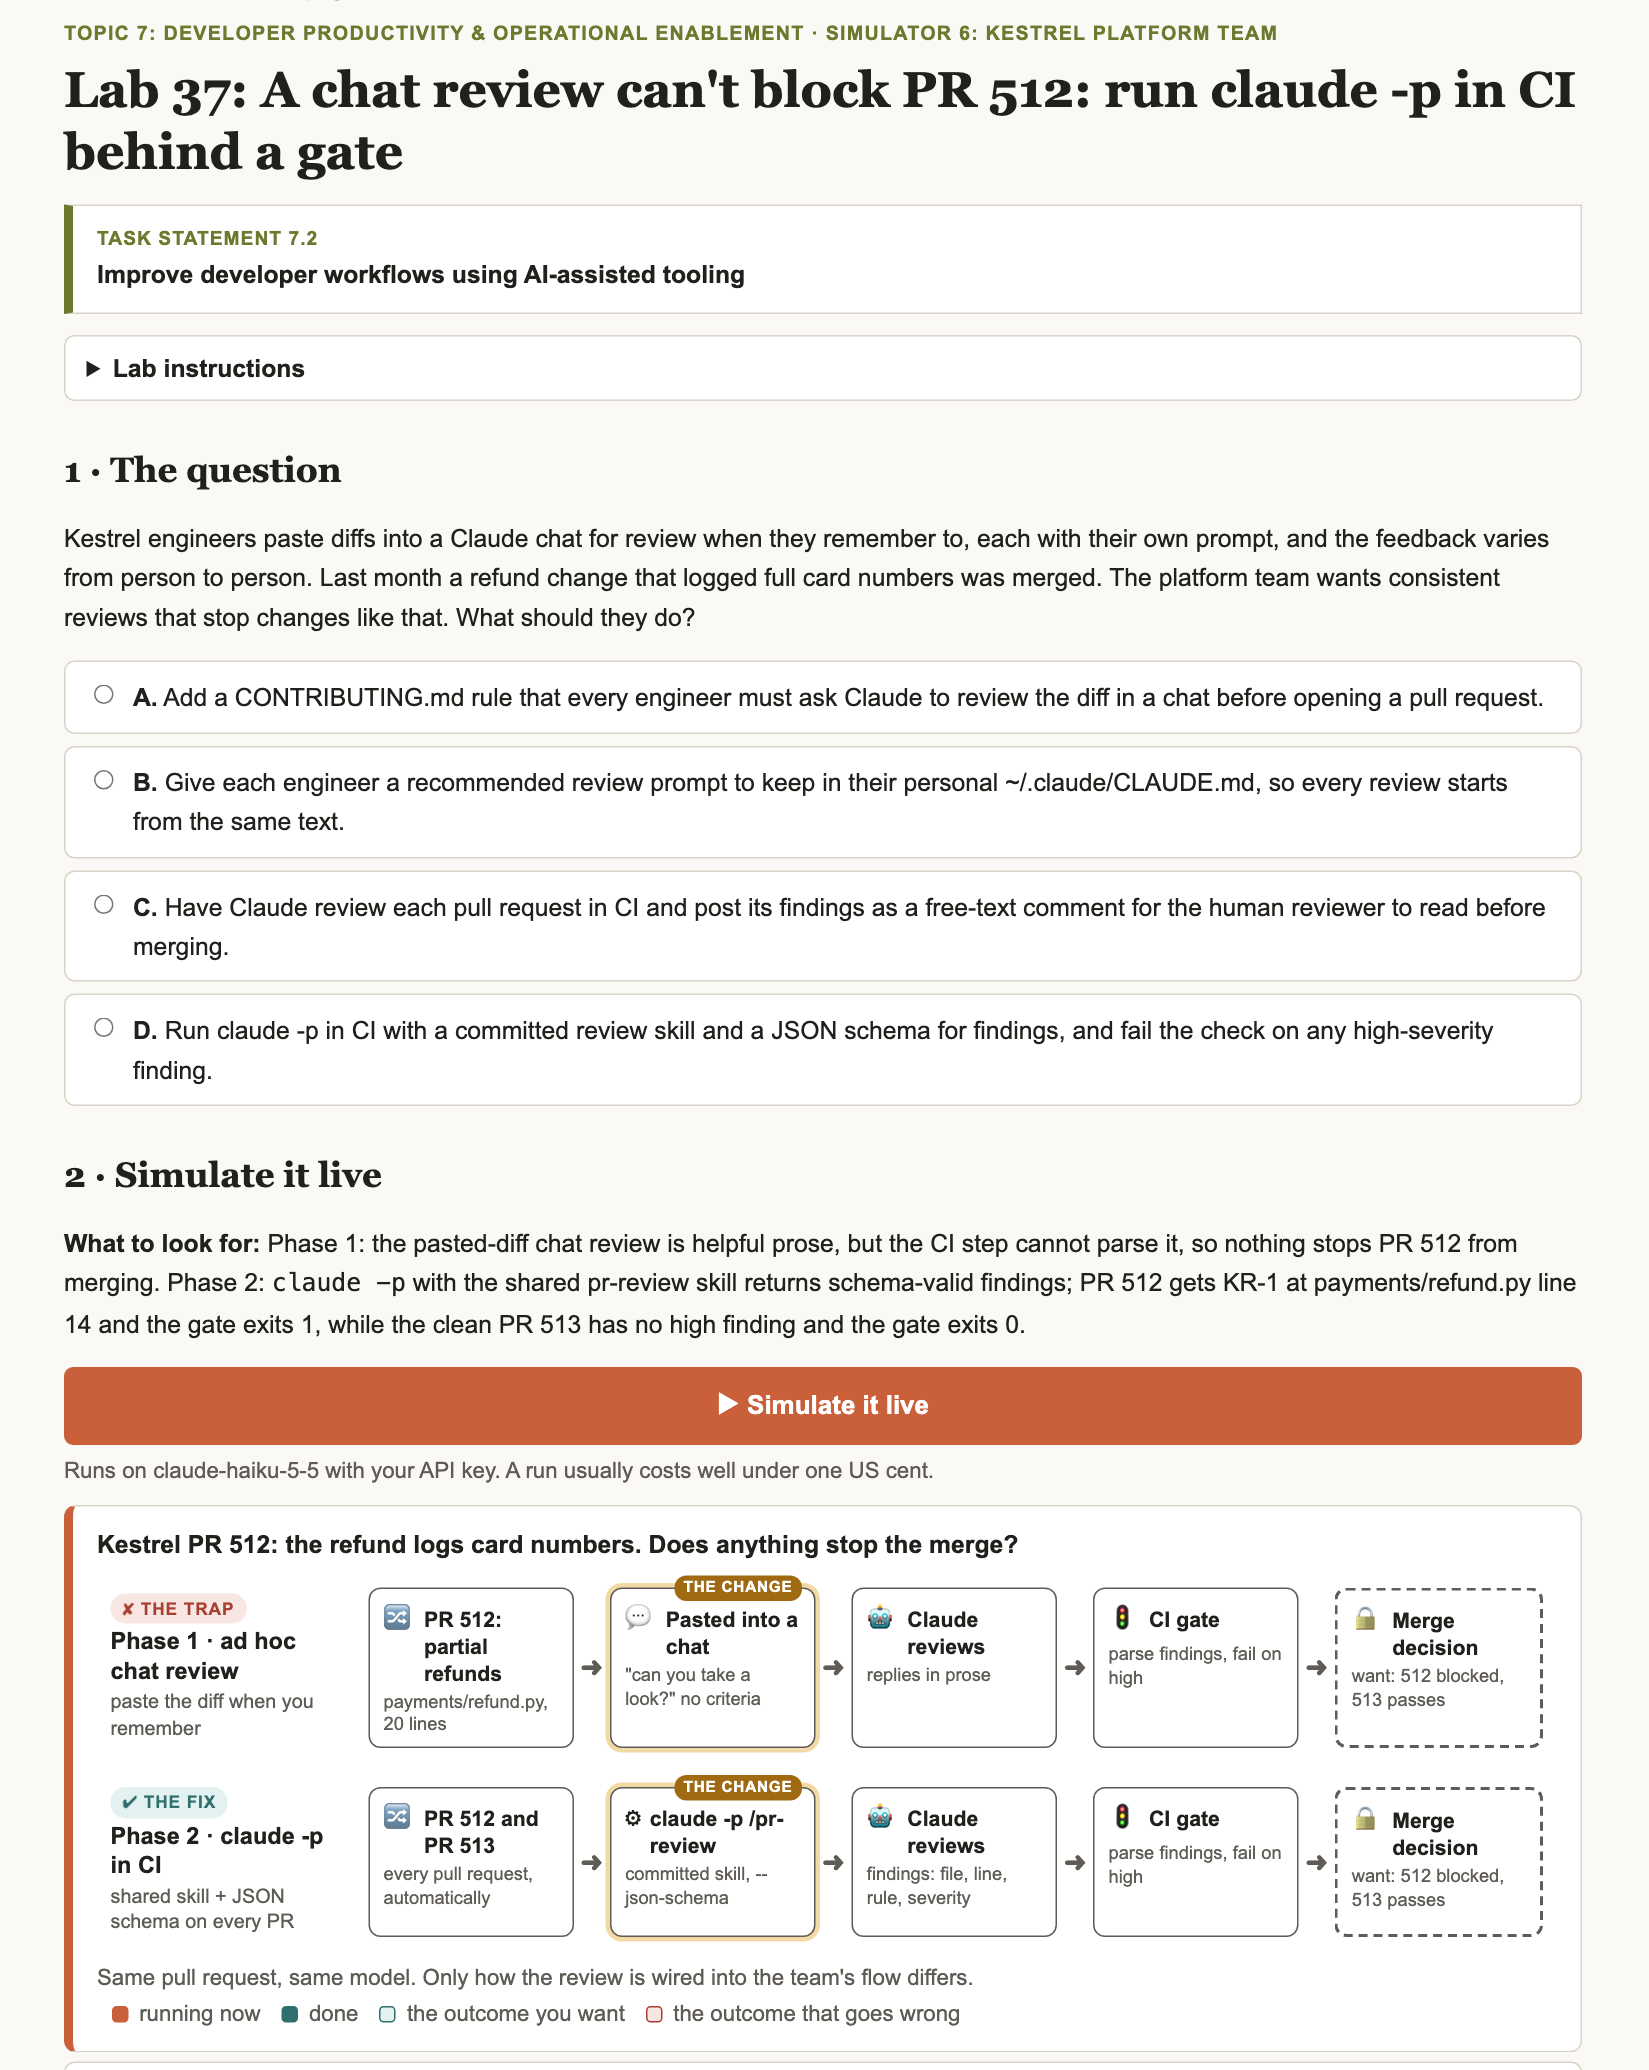 TOPIC 7: DEVELOPER PRODUCTIVITY & OPERATIONAL ENABLEMENT · SIMULATOR 6: KESTREL PLATFORM TEAM
Lab 37: A chat review can't block PR 512: run claude -p in CI
behind a gate
TASK STATEMENT 7.2
Improve developer workflows using AI-assisted tooling
▶ Lab instructions
1 · The question
Kestrel engineers paste diffs into a Claude chat for review when they remember to, each with their own prompt, and the feedback varies
from person to person. Last month a refund change that logged full card numbers was merged. The platform team wants consistent
reviews that stop changes like that. What should they do?
A. Add a CONTRIBUTING.md rule that every engineer must ask Claude to review the diff in a chat before opening a pull request.
B. Give each engineer a recommended review prompt to keep in their personal ~/.claude/CLAUDE.md, so every review starts
from the same text.
C. Have Claude review each pull request in CI and post its findings as a free-text comment for the human reviewer to read before
merging.
D. Run claude -p in CI with a committed review skill and a JSON schema for findings, and fail the check on any high-severity
finding.
2 · Simulate it live
What to look for: Phase 1: the pasted-diff chat review is helpful prose, but the CI step cannot parse it, so nothing stops PR 512 from
merging. Phase 2: claude -p with the shared pr-review skill returns schema-valid findings; PR 512 gets KR-1 at payments/refund.py line
14 and the gate exits 1, while the clean PR 513 has no high finding and the gate exits 0.
▶ Simulate it live
Runs on claude-haiku-5-5 with your API key. A run usually costs well under one US cent.
Kestrel PR 512: the refund logs card numbers. Does anything stop the merge?
✘ THE TRAP
Phase 1 · ad hoc
chat review
paste the diff when you
remember
PR 512:
partial
refunds
payments/refund.py,
20 lines
THE CHANGE
Pasted into a
chat
"can you take a
look?" no criteria
Claude
reviews
replies in prose
CI gate
parse findings, fail on
high
Merge
decision
want: 512 blocked,
513 passes
✔ THE FIX
Phase 2 · claude -p
in CI
shared skill + JSON
schema on every PR
PR 512 and
PR 513
every pull request,
automatically
THE CHANGE
claude -p /pr-
review
committed skill, --
json-schema
Claude
reviews
findings: file, line,
rule, severity
CI gate
parse findings, fail on
high
Merge
decision
want: 512 blocked,
513 passes
Same pull request, same model. Only how the review is wired into the team's flow differs.
running now done the outcome you want the outcome that goes wrong